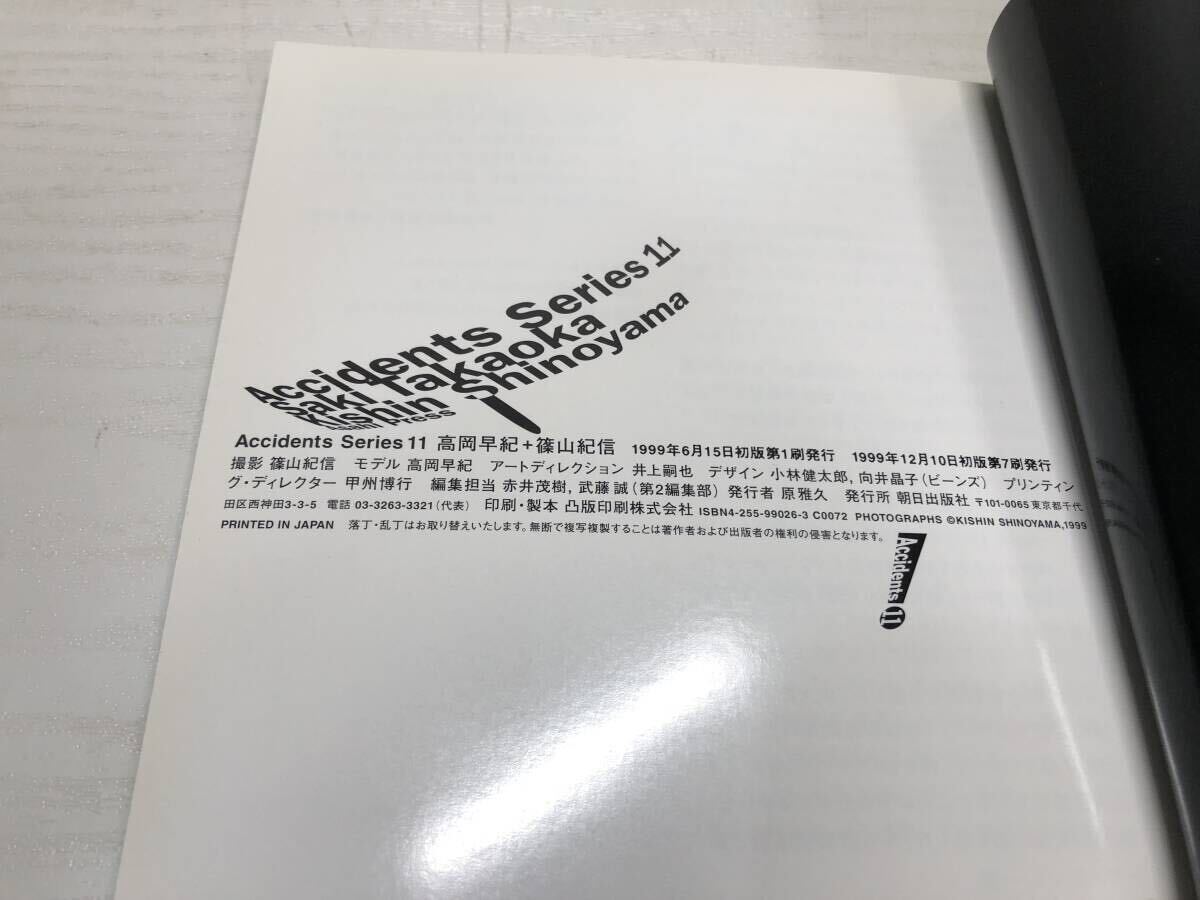 Accidents Series 11
Saki Takaoka
Kishin Shinoyama
Press
Accidents Series 11 高岡早紀+篠山紀信 1999年6月15日初版第1刷発行 1999年12月10日初版第7刷発行
撮影 篠山紀信 モデル 高岡早紀 アートディレクション 井上嗣也 デザイン 小林健太郎, 向井晶子(ビーンズ) プリンティン
グ・ディレクター 甲州博行 編集担当 赤井茂樹, 武藤誠(第2編集部) 発行者 原雅久 発行所 朝日出版社 〒101-0065 東京都千代
田区西神田3-3-5 電話 03-3263-3321(代表) 印刷・製本 凸版印刷株式会社 ISBN4-255-99026-3 C0072 PHOTOGRAPHS ©KISHIN SHINOYAMA,1999
PRINTED IN JAPAN 落丁・乱丁はお取り替えいたします。無断で複写複製することは著作者および出版者の権利の侵害となります。
Accidents 11